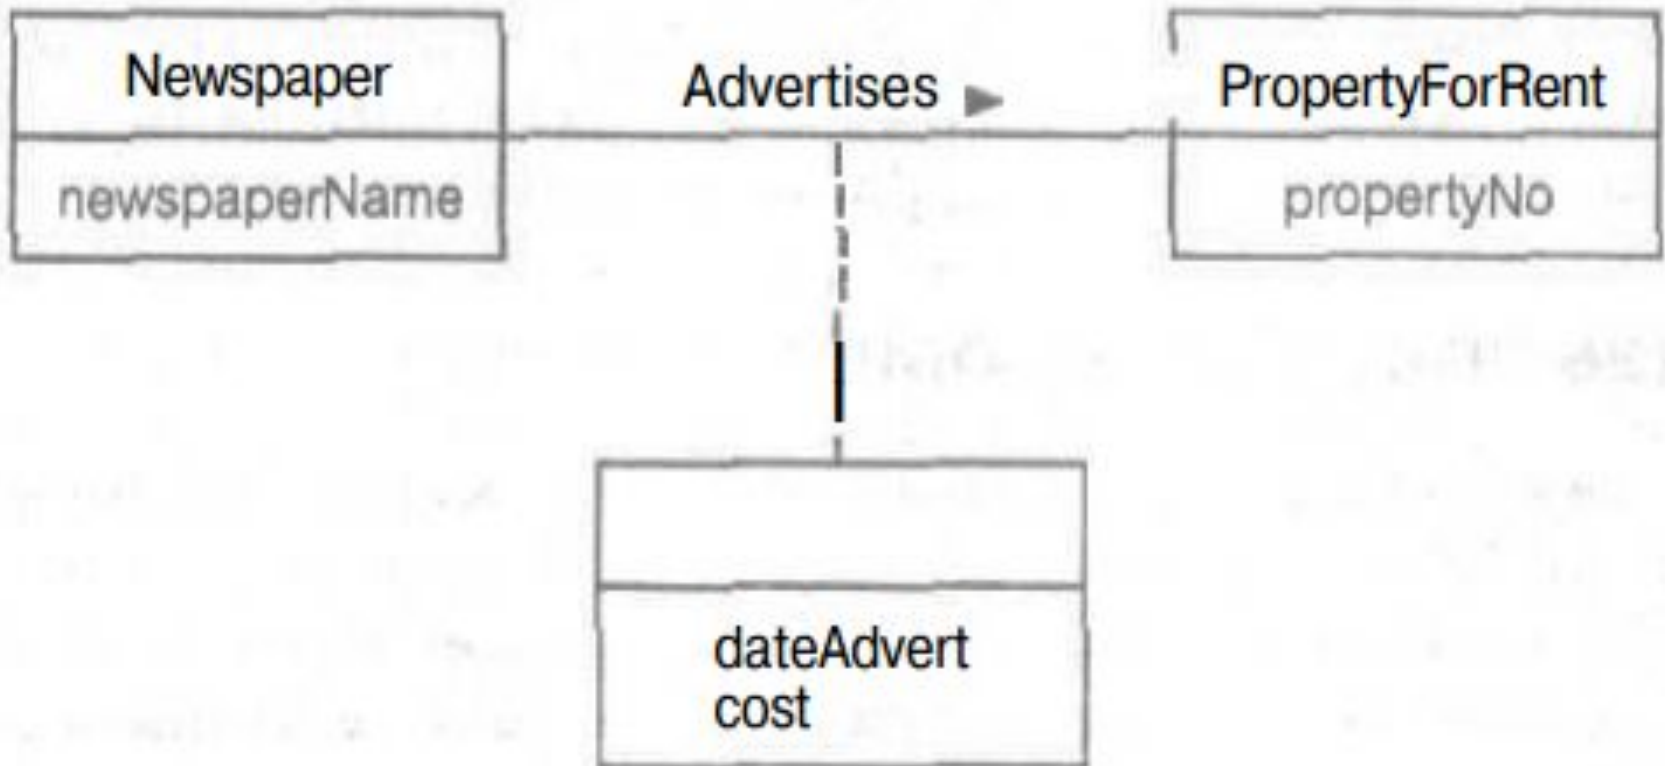 Newspaper
Advertises
PropertyForRent
newspaperName
propertyNo
dateAdvert
cost